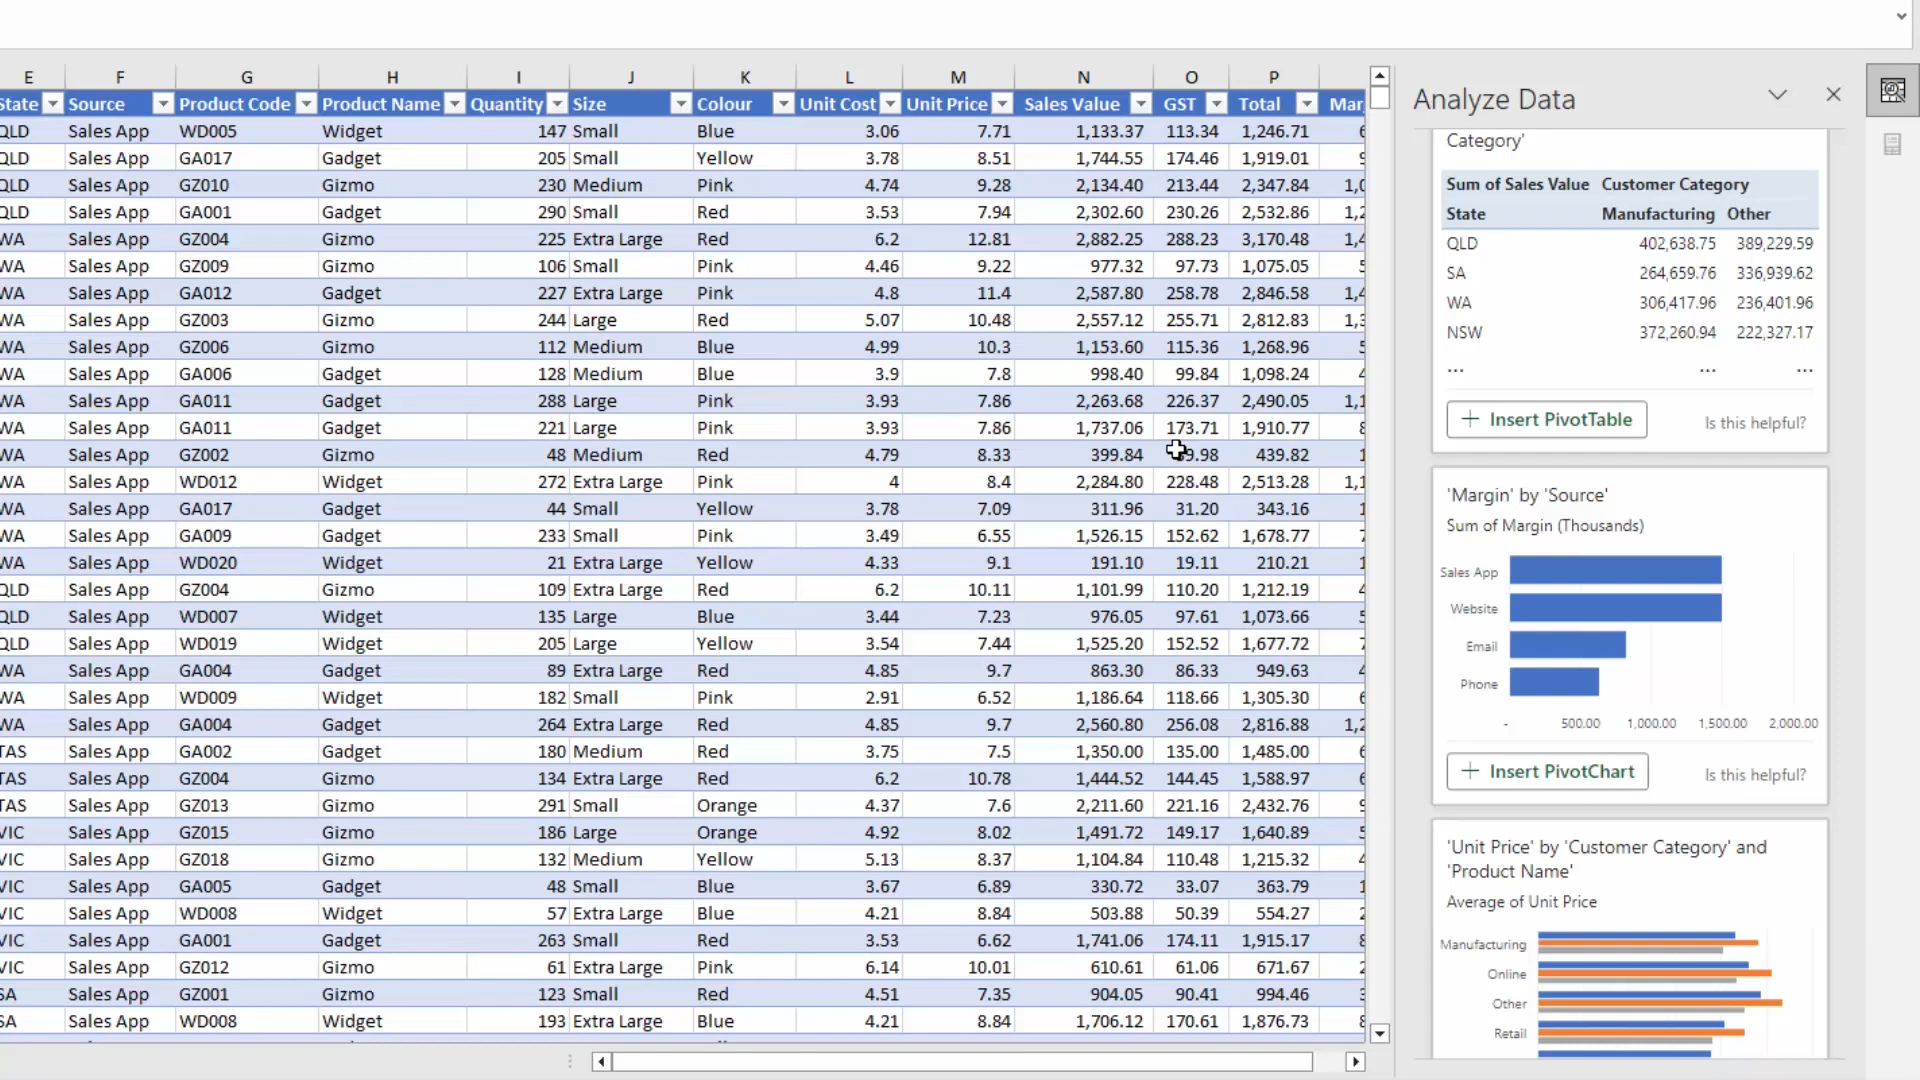 E F G H I J K L M N O P
State Source Product Code Product Name Quantity Size Colour Unit Cost Unit Price Sales Value GST Total Mar
QLD Sales App WD005 Widget 147 Small Blue 3.06 7.71 1,133.37 113.34 1,246.71
QLD Sales App GA017 Gadget 205 Small Yellow 3.78 8.51 1,744.55 174.46 1,919.01
QLD Sales App GZ010 Gizmo 230 Medium Pink 4.74 9.28 2,134.40 213.44 2,347.84
QLD Sales App GA001 Gadget 290 Small Red 3.53 7.94 2,302.60 230.26 2,532.86
WA Sales App GZ004 Gizmo 225 Extra Large Red 6.2 12.81 2,882.25 288.23 3,170.48
WA Sales App GZ009 Gizmo 106 Small Pink 4.46 9.22 977.32 97.73 1,075.05
WA Sales App GA012 Gadget 227 Extra Large Pink 4.8 11.4 2,587.80 258.78 2,846.58
WA Sales App GZ003 Gizmo 244 Large Red 5.07 10.48 2,557.12 255.71 2,812.83
WA Sales App GZ006 Gizmo 112 Medium Blue 4.99 10.3 1,153.60 115.36 1,268.96
WA Sales App GA006 Gadget 128 Medium Blue 3.9 7.8 998.40 99.84 1,098.24
WA Sales App GA011 Gadget 288 Large Pink 3.93 7.86 2,263.68 226.37 2,490.05
WA Sales App GA011 Gadget 221 Large Pink 3.93 7.86 1,737.06 173.71 1,910.77
WA Sales App GZ002 Gizmo 48 Medium Red 4.79 8.33 399.84 439.82
WA Sales App WD012 Widget 272 Extra Large Pink 4 8.4 2,284.80 228.48 2,513.28
WA Sales App GA017 Gadget 44 Small Yellow 3.78 7.09 311.96 31.20 343.16
WA Sales App GA009 Gadget 233 Small Pink 3.49 6.55 1,526.15 152.62 1,678.77
WA Sales App WD020 Widget 21 Extra Large Yellow 4.33 9.1 191.10 19.11 210.21
QLD Sales App GZ004 Gizmo 109 Extra Large Red 6.2 10.11 1,101.99 110.20 1,212.19
QLD Sales App WD007 Widget 135 Large Blue 3.44 7.23 976.05 97.61 1,073.66
QLD Sales App WD019 Widget 205 Large Yellow 3.54 7.44 1,525.20 152.52 1,677.72
WA Sales App GA004 Gadget 89 Extra Large Red 4.85 9.7 863.30 86.33 949.63
WA Sales App WD009 Widget 182 Small Pink 2.91 6.52 1,186.64 118.66 1,305.30
WA Sales App GA004 Gadget 264 Extra Large Red 4.85 9.7 2,560.80 256.08 2,816.88
TAS Sales App GA002 Gadget 180 Medium Red 3.75 7.5 1,350.00 135.00 1,485.00
TAS Sales App GZ004 Gizmo 134 Extra Large Red 6.2 10.78 1,444.52 144.45 1,588.97
TAS Sales App GZ013 Gizmo 291 Small Orange 4.37 7.6 2,211.60 221.16 2,432.76
VIC Sales App GZ015 Gizmo 186 Large Orange 4.92 8.02 1,491.72 149.17 1,640.89
VIC Sales App GZ018 Gizmo 132 Medium Yellow 5.13 8.37 1,104.84 110.48 1,215.32
VIC Sales App GA005 Gadget 48 Small Blue 3.67 6.89 330.72 33.07 363.79
VIC Sales App WD008 Widget 57 Extra Large Blue 4.21 8.84 503.88 50.39 554.27
VIC Sales App GA001 Gadget 263 Small Red 3.53 6.62 1,741.06 174.11 1,915.17
VIC Sales App GZ012 Gizmo 61 Extra Large Pink 6.14 10.01 610.61 61.06 671.67
SA Sales App GZ001 Gizmo 123 Small Red 4.51 7.35 904.05 90.41 994.46
SA Sales App WD008 Widget 193 Extra Large Blue 4.21 8.84 1,706.12 170.61 1,876.73
Analyze Data
Category'
Sum of Sales Value Customer Category
State Manufacturing Other
QLD 402,638.75 389,229.59
SA 264,659.76 336,939.62
WA 306,417.96 236,401.96
NSW 372,260.94 222,327.17
... ... ...
+ Insert PivotTable Is this helpful?
'Margin' by 'Source'
Sum of Margin (Thousands)
Sales App
Website
Email
Phone
- 500.00 1,000.00 1,500.00 2,000.00
+ Insert PivotChart Is this helpful?
'Unit Price' by 'Customer Category' and
'Product Name'
Average of Unit Price
Manufacturing
Online
Other
Retail